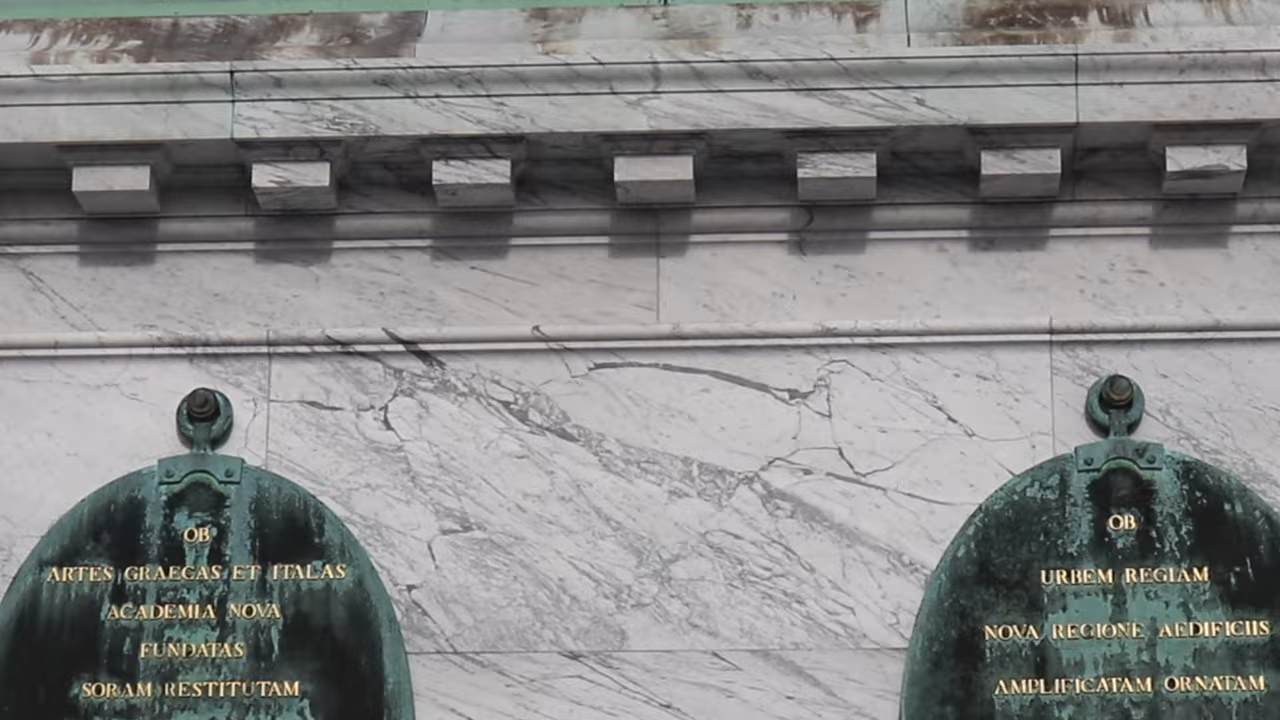 OB
ARTES GRAECAS ET ITALAS
ACADEMIA NOVA
FUNDATAS
SORAM RESTITUTAM
OB
URBEM REGIAM
NOVA REGIONE AEDIFICIIS
AMPLIFICATAM ORNATAM